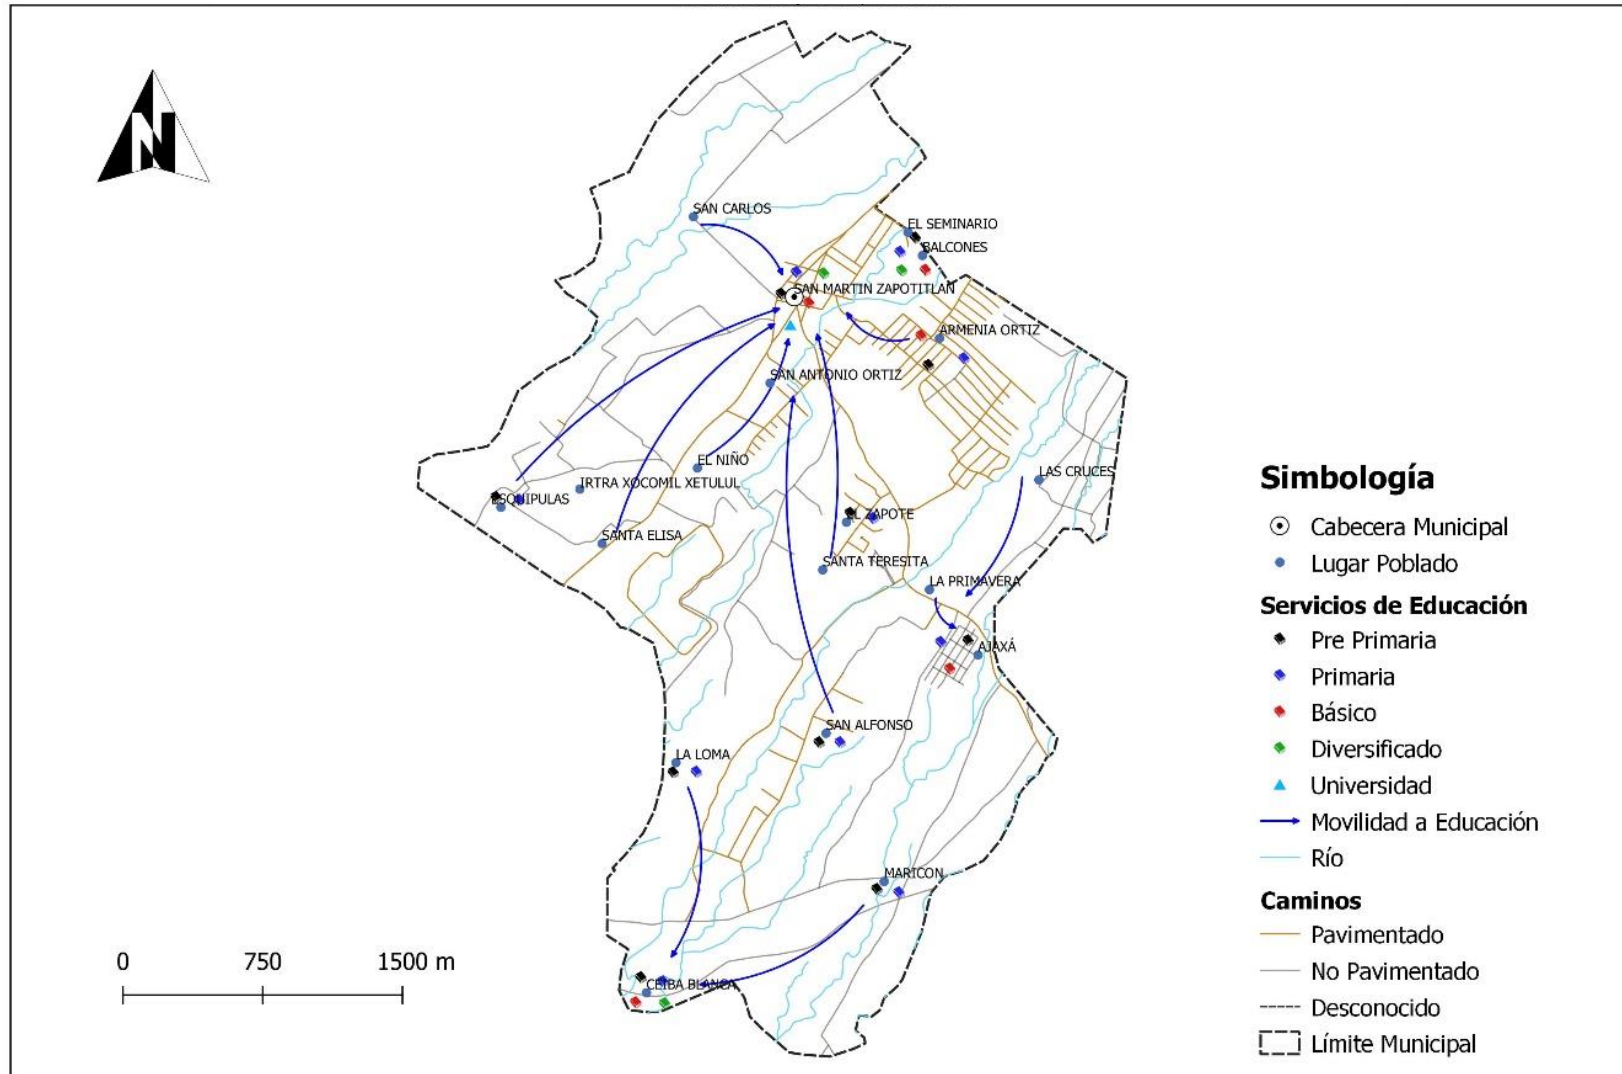 N
SAN CARLOS
EL SEMINARIO
BALCONES
SAN MARTIN ZAPOTITLAN
ARMENIA ORTIZ
SAN ANTONIO ORTIZ
EL NIÑO
LAS CRUCES
IRTRA XOCOMIL XETULUL
ESQUIPULAS
EL ZAPOTE
SANTA ELISA
SANTA TERESITA
LA PRIMAVERA
AJAXÁ
SAN ALFONSO
LA LOMA
MARICON
CEIBA BLANCA
0 750 1500 m
Simbología
Cabecera Municipal
Lugar Poblado
Servicios de Educación
Pre Primaria
Primaria
Básico
Diversificado
Universidad
Movilidad a Educación
Río
Caminos
Pavimentado
No Pavimentado
Desconocido
Límite Municipal